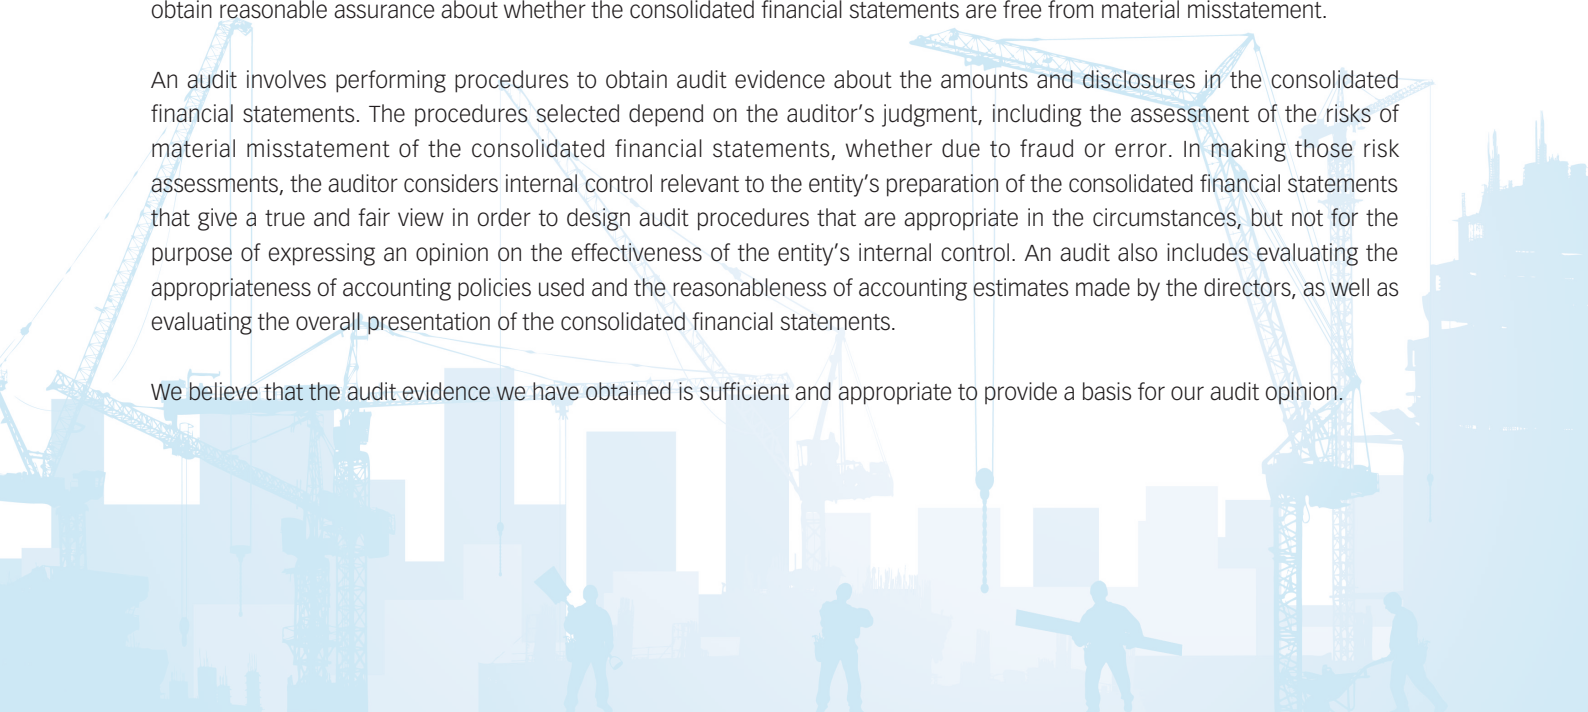 obtain reasonable assurance about whether the consolidated financial statements are free from material misstatement.
An audit involves performing procedures to obtain audit evidence about the amounts and disclosures in the consolidated
financial statements. The procedures selected depend on the auditor’s judgment, including the assessment of the risks of
material misstatement of the consolidated financial statements, whether due to fraud or error. In making those risk
assessments, the auditor considers internal control relevant to the entity’s preparation of the consolidated financial statements
that give a true and fair view in order to design audit procedures that are appropriate in the circumstances, but not for the
purpose of expressing an opinion on the effectiveness of the entity’s internal control. An audit also includes evaluating the
appropriateness of accounting policies used and the reasonableness of accounting estimates made by the directors, as well as
evaluating the overall presentation of the consolidated financial statements.
We believe that the audit evidence we have obtained is sufficient and appropriate to provide a basis for our audit opinion.